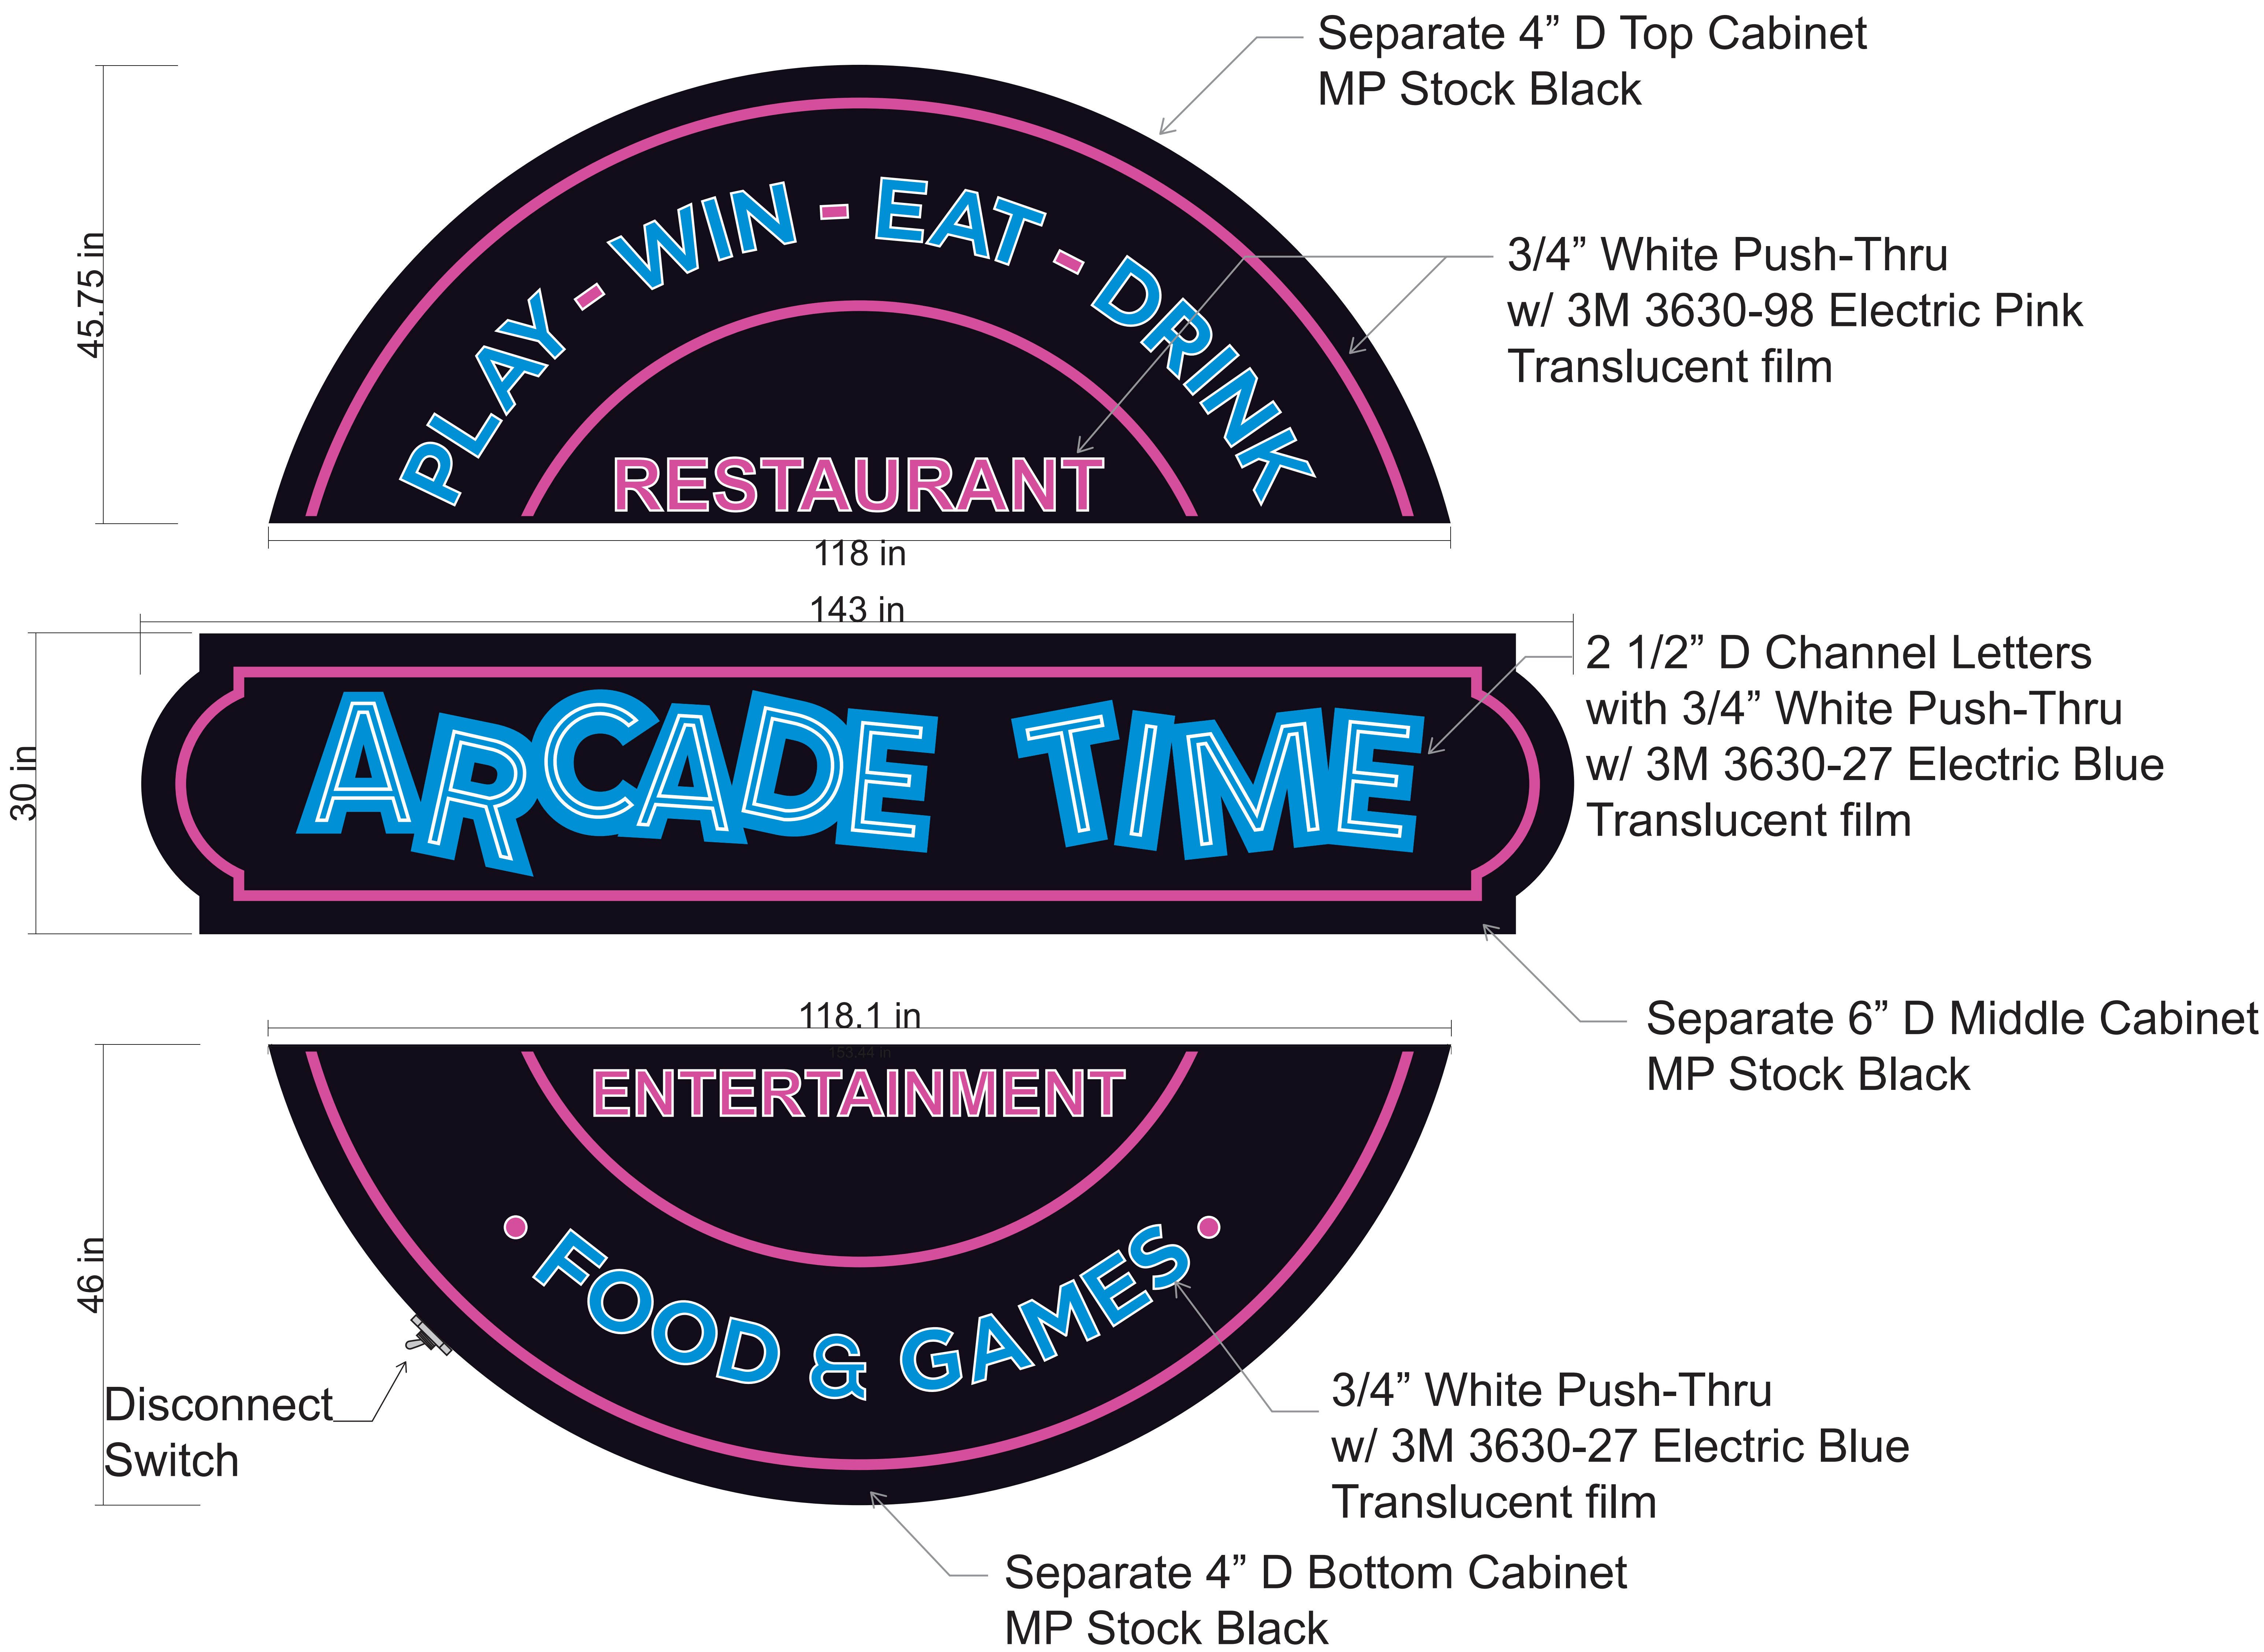 Separate 4” D Top Cabinet
MP Stock Black
45.75 in
PLAY - WIN - EAT - DRINK
3/4” White Push-Thru
w/ 3M 3630-98 Electric Pink
Translucent film
RESTAURANT
118 in
143 in
30 in
ARCADE TIME
2 1/2” D Channel Letters
with 3/4” White Push-Thru
w/ 3M 3630-27 Electric Blue
Translucent film
Separate 6” D Middle Cabinet
MP Stock Black
118.1 in
153.44 in
ENTERTAINMENT
46 in
• FOOD & GAMES •
Disconnect
Switch
3/4” White Push-Thru
w/ 3M 3630-27 Electric Blue
Translucent film
Separate 4” D Bottom Cabinet
MP Stock Black